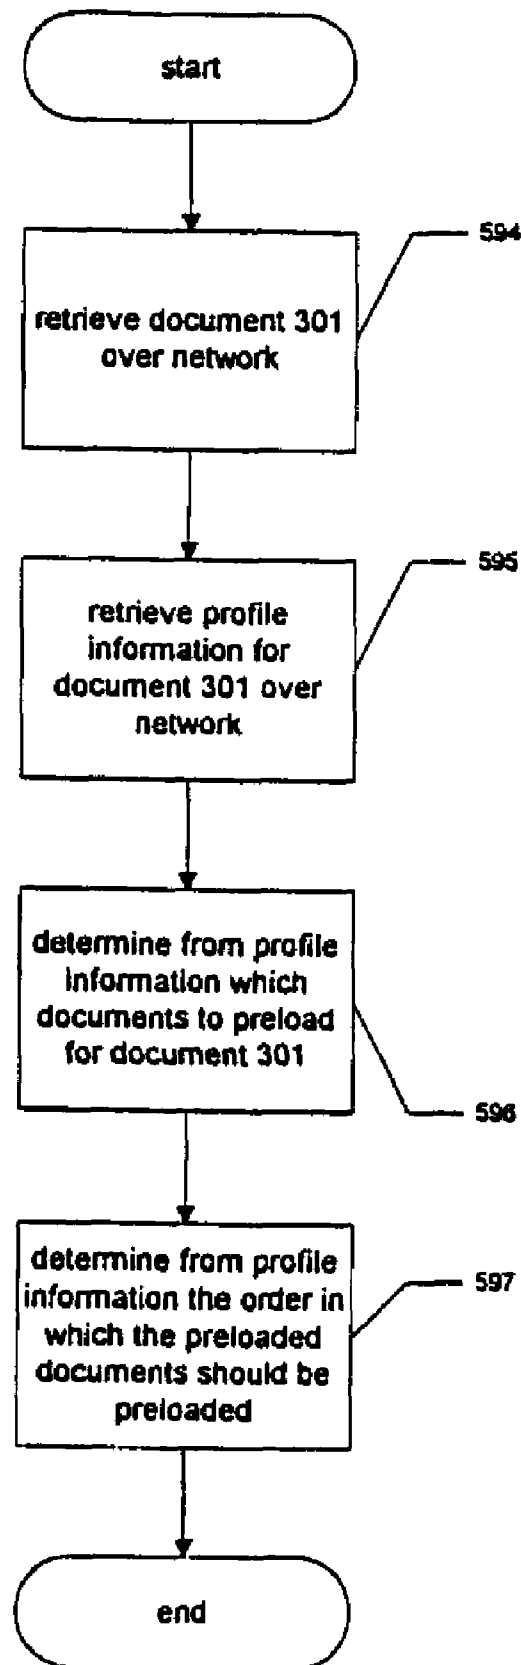 start
594
retrieve document 301
over network
595
retrieve profile
information for
document 301 over
network
determine from profile
information which
documents to preload
for document 301
596
determine from profile
information the order in
which the preloaded
documents should be
preloaded
597
end